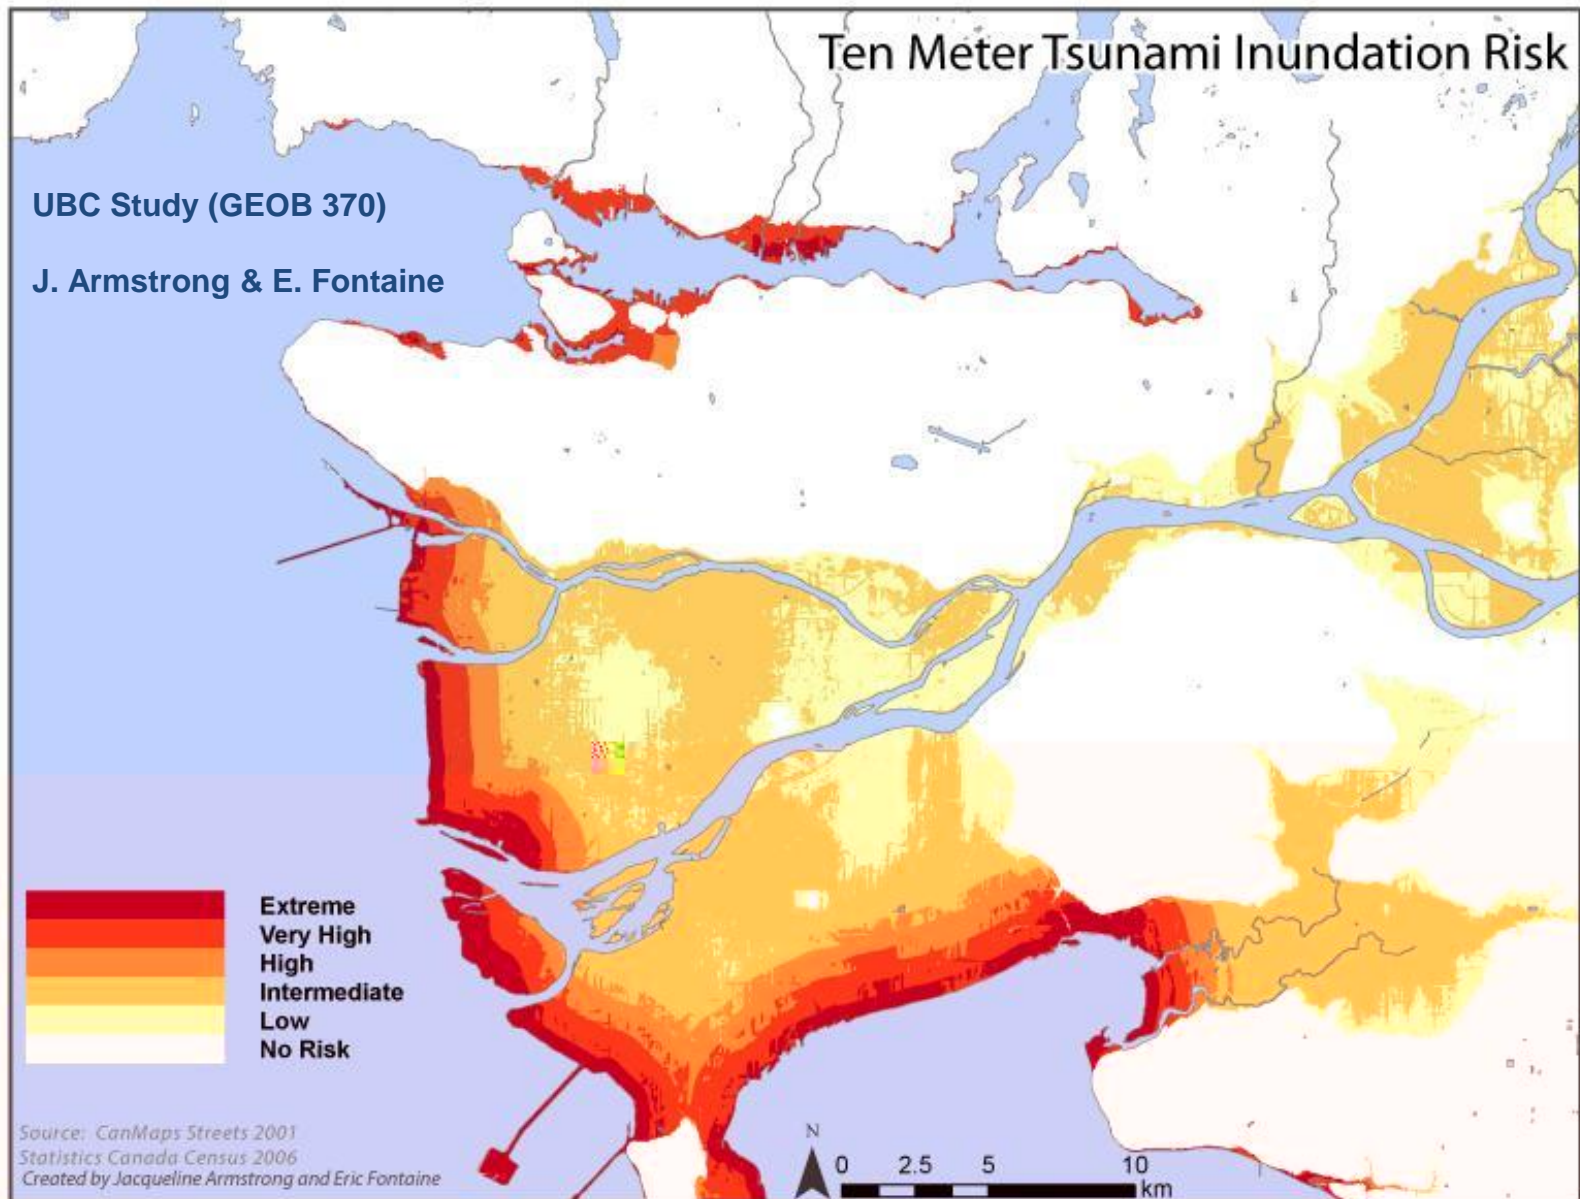 Ten Meter Tsunami Inundation Risk
UBC Study (GEOB 370)
J. Armstrong & E. Fontaine
Extreme
Very High
High
Intermediate
Low
No Risk
Source: CanMaps Streets 2001
Statistics Canada Census 2006
Created by Jacqueline Armstrong and Eric Fontaine
N
0 2.5 5 10
km